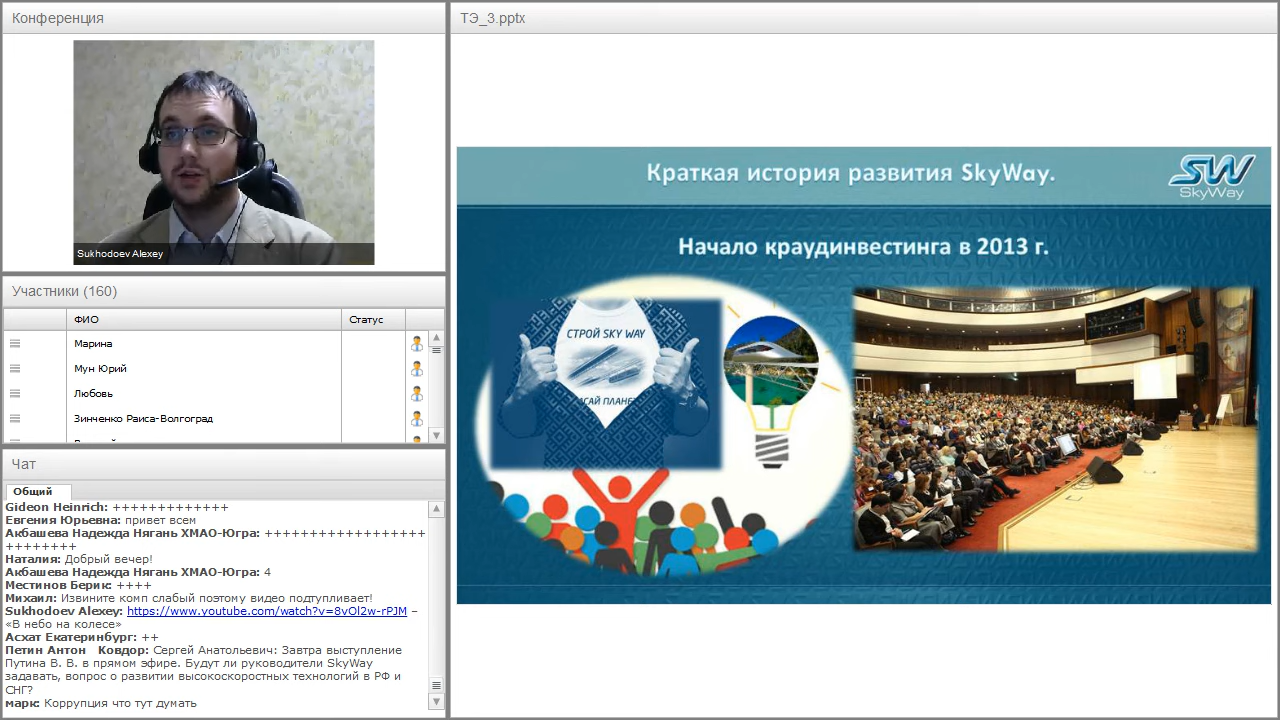 Конференция
Sukhodoev Alexey
Участники (160)
ФИО
Статус
Марина
Мун Юрий
Любовь
Зинченко Раиса-Волгоград
Чат
Общий
Gideon Heinrich: +++++++++++++
Евгения Юрьевна: привет всем
Акбашева Надежда Нягань ХМАО-Югра: ++++++++++++++++++
++++++++
Наталия: Добрый вечер!
Акбашева Надежда Нягань ХМАО-Югра: 4
Местинов Берик: ++++
Михаил: Извините комп слабый поэтому видео подтупливает!
Sukhodoev Alexey: https://www.youtube.com/watch?v=8vOl2w-rPJM –
«В небо на колесе»
Асхат Екатеринбург: ++
Петин Антон Ковдор: Сергей Анатольевич: Завтра выступление
Путина В. В. в прямом эфире. Будут ли руководители SkyWay
задавать, вопрос о развитии высокоскоростных технологий в РФ и
СНГ?
марк: Коррупция что тут думать
ТЭ_3.pptx
Краткая история развития SkyWay.
SW
SkyWay
Начало краудинвестинга в 2013 г.
СТРОЙ SKY WAY